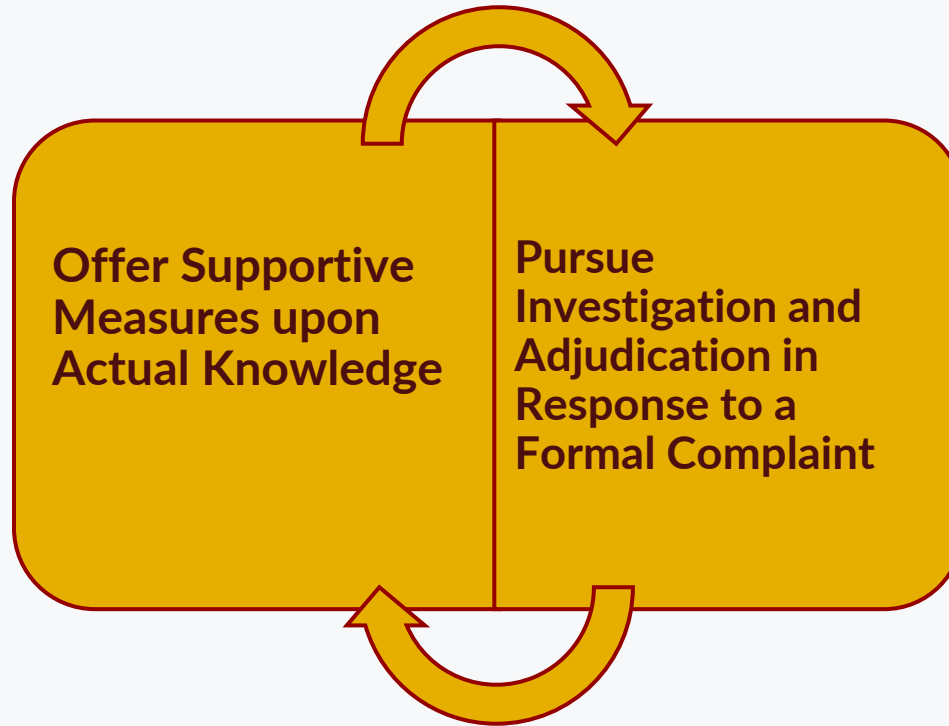 Offer Supportive
Measures upon
Actual Knowledge
Pursue
Investigation and
Adjudication in
Response to a
Formal Complaint